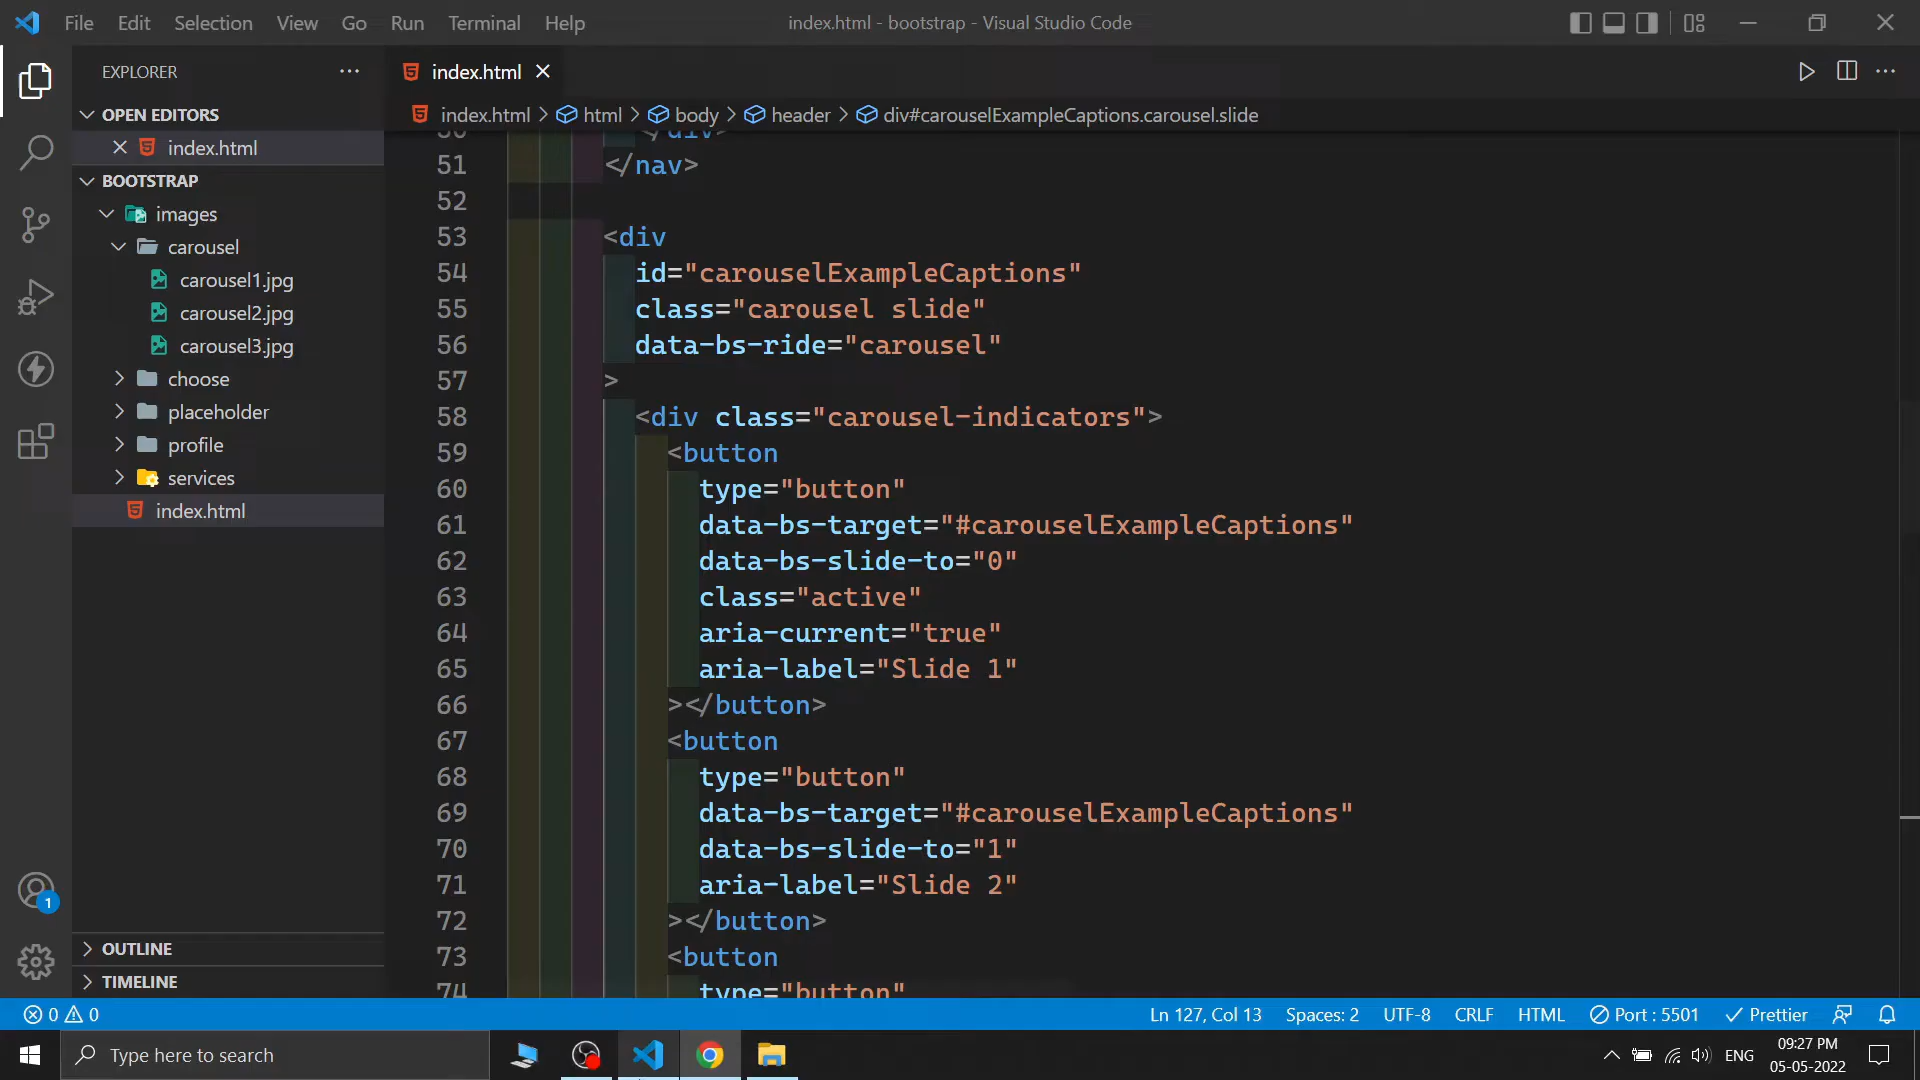 File Edit Selection View Go Run Terminal Help
index.html - bootstrap - Visual Studio Code
EXPLORER
index.html
OPEN EDITORS
index.html
BOOTSTRAP
images
carousel
carousel1.jpg
carousel2.jpg
carousel3.jpg
choose
placeholder
profile
services
index.html
OUTLINE
TIMELINE
1
index.html > html > body > header > div#carouselExampleCaptions.carousel.slide
50 </div>
51 </nav>
52
53 <div
54 id="carouselExampleCaptions"
55 class="carousel slide"
56 data-bs-ride="carousel"
57 >
58 <div class="carousel-indicators">
59 <button
60 type="button"
61 data-bs-target="#carouselExampleCaptions"
62 data-bs-slide-to="0"
63 class="active"
64 aria-current="true"
65 aria-label="Slide 1"
66 ></button>
67 <button
68 type="button"
69 data-bs-target="#carouselExampleCaptions"
70 data-bs-slide-to="1"
71 aria-label="Slide 2"
72 ></button>
73 <button
74 type="button"
0 0
Ln 127, Col 13 Spaces: 2 UTF-8 CRLF HTML Port : 5501 Prettier
Type here to search
ENG
09:27 PM
05-05-2022